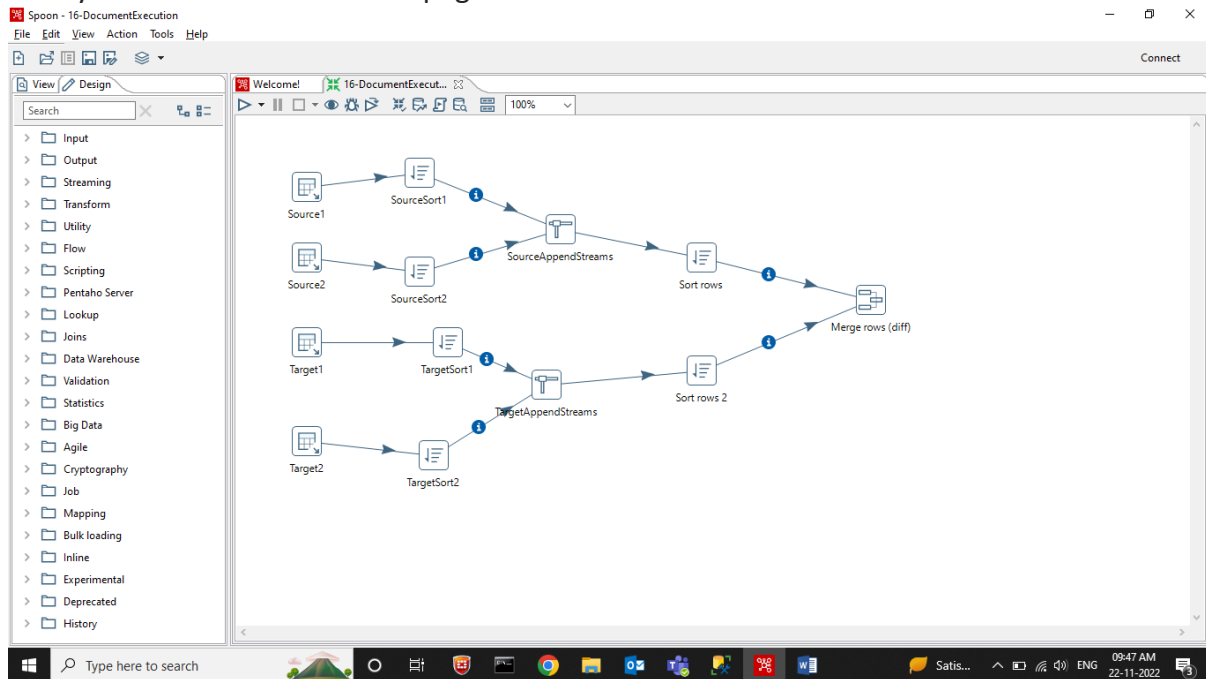 Spoon - 16-DocumentExecution
File Edit View Action Tools Help
Connect
View Design
Welcome! 16-DocumentExecut...
Search
100%
Input
Output
Streaming
Transform
Utility
Flow
Scripting
Pentaho Server
Lookup
Joins
Data Warehouse
Validation
Statistics
Big Data
Agile
Cryptography
Job
Mapping
Bulk loading
Inline
Experimental
Deprecated
History
Source1
SourceSort1
Source2
SourceSort2
SourceAppendStreams
Sort rows
Merge rows (diff)
Target1
TargetSort1
TargetAppendStreams
Sort rows 2
Target2
TargetSort2
Type here to search
Satis...
ENG
09:47 AM
22-11-2022